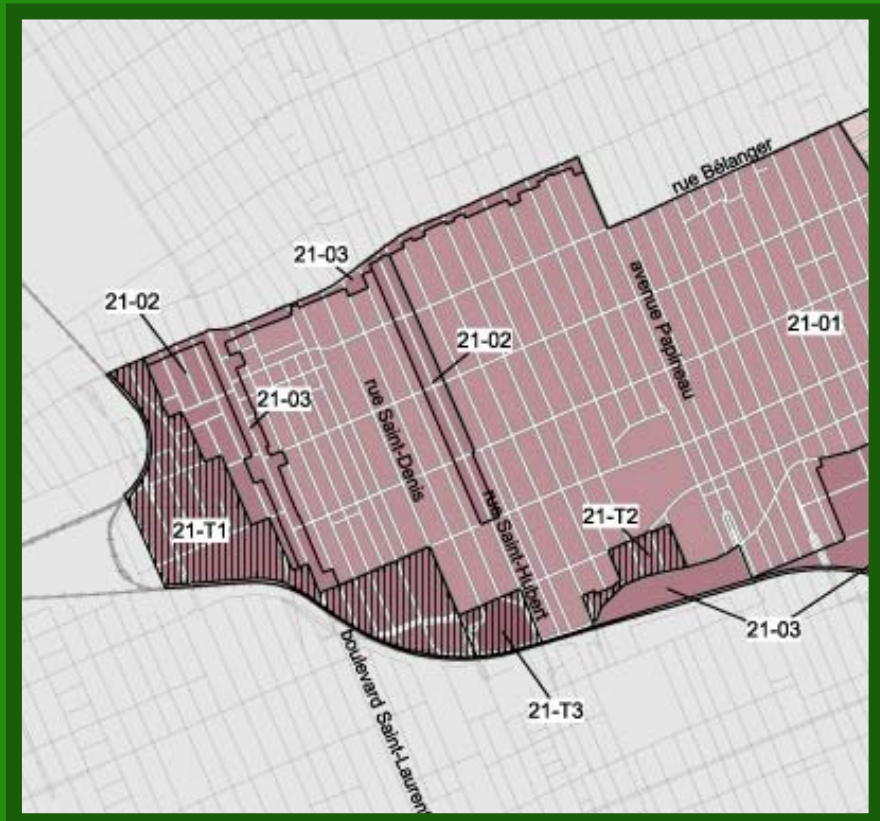 rue Bélanger
21-03
avenue Papineau
21-02
21-01
21-02
rue Saint-Denis
21-03
rue Saint-Hubert
21-T2
21-T1
21-03
boulevard Saint-Laurent
21-T3